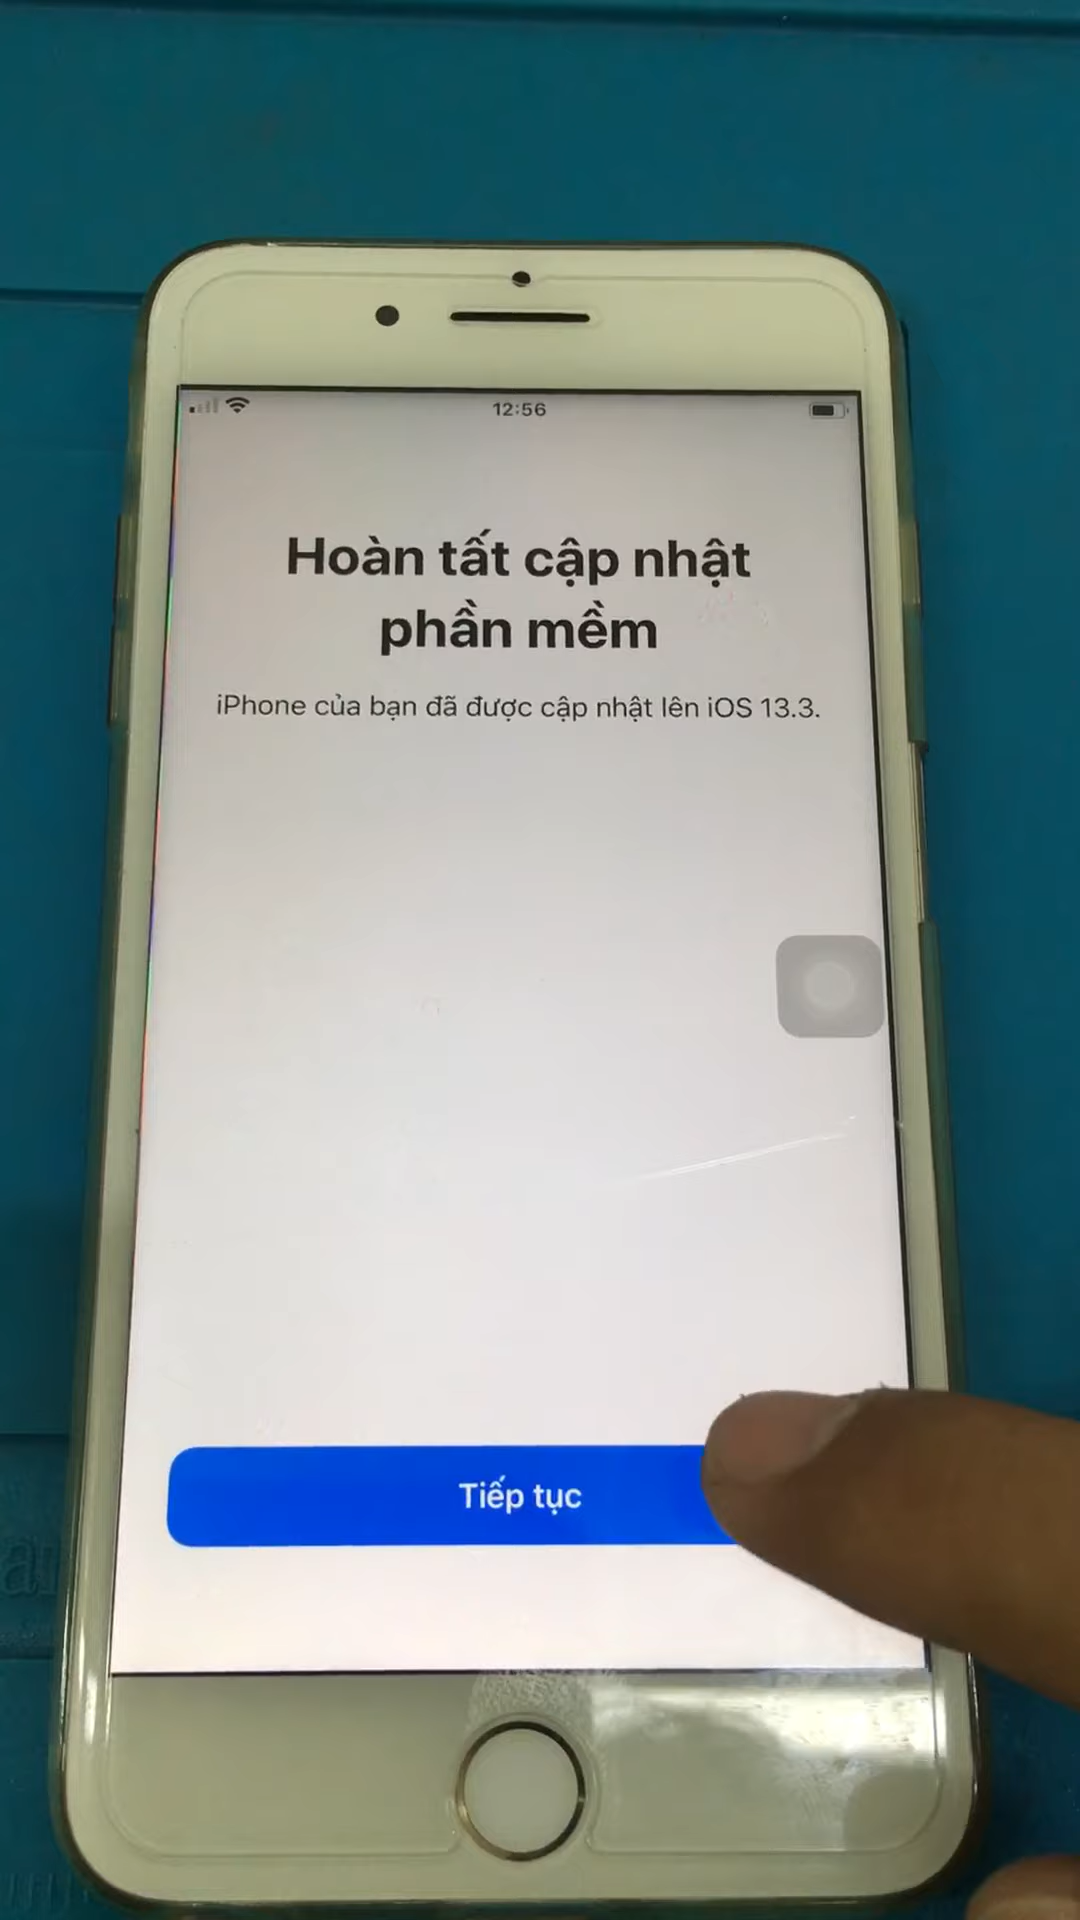 12:56
Hoàn tất cập nhật
phần mềm
iPhone của bạn đã được cập nhật lên iOS 13.3.
Tiếp tục